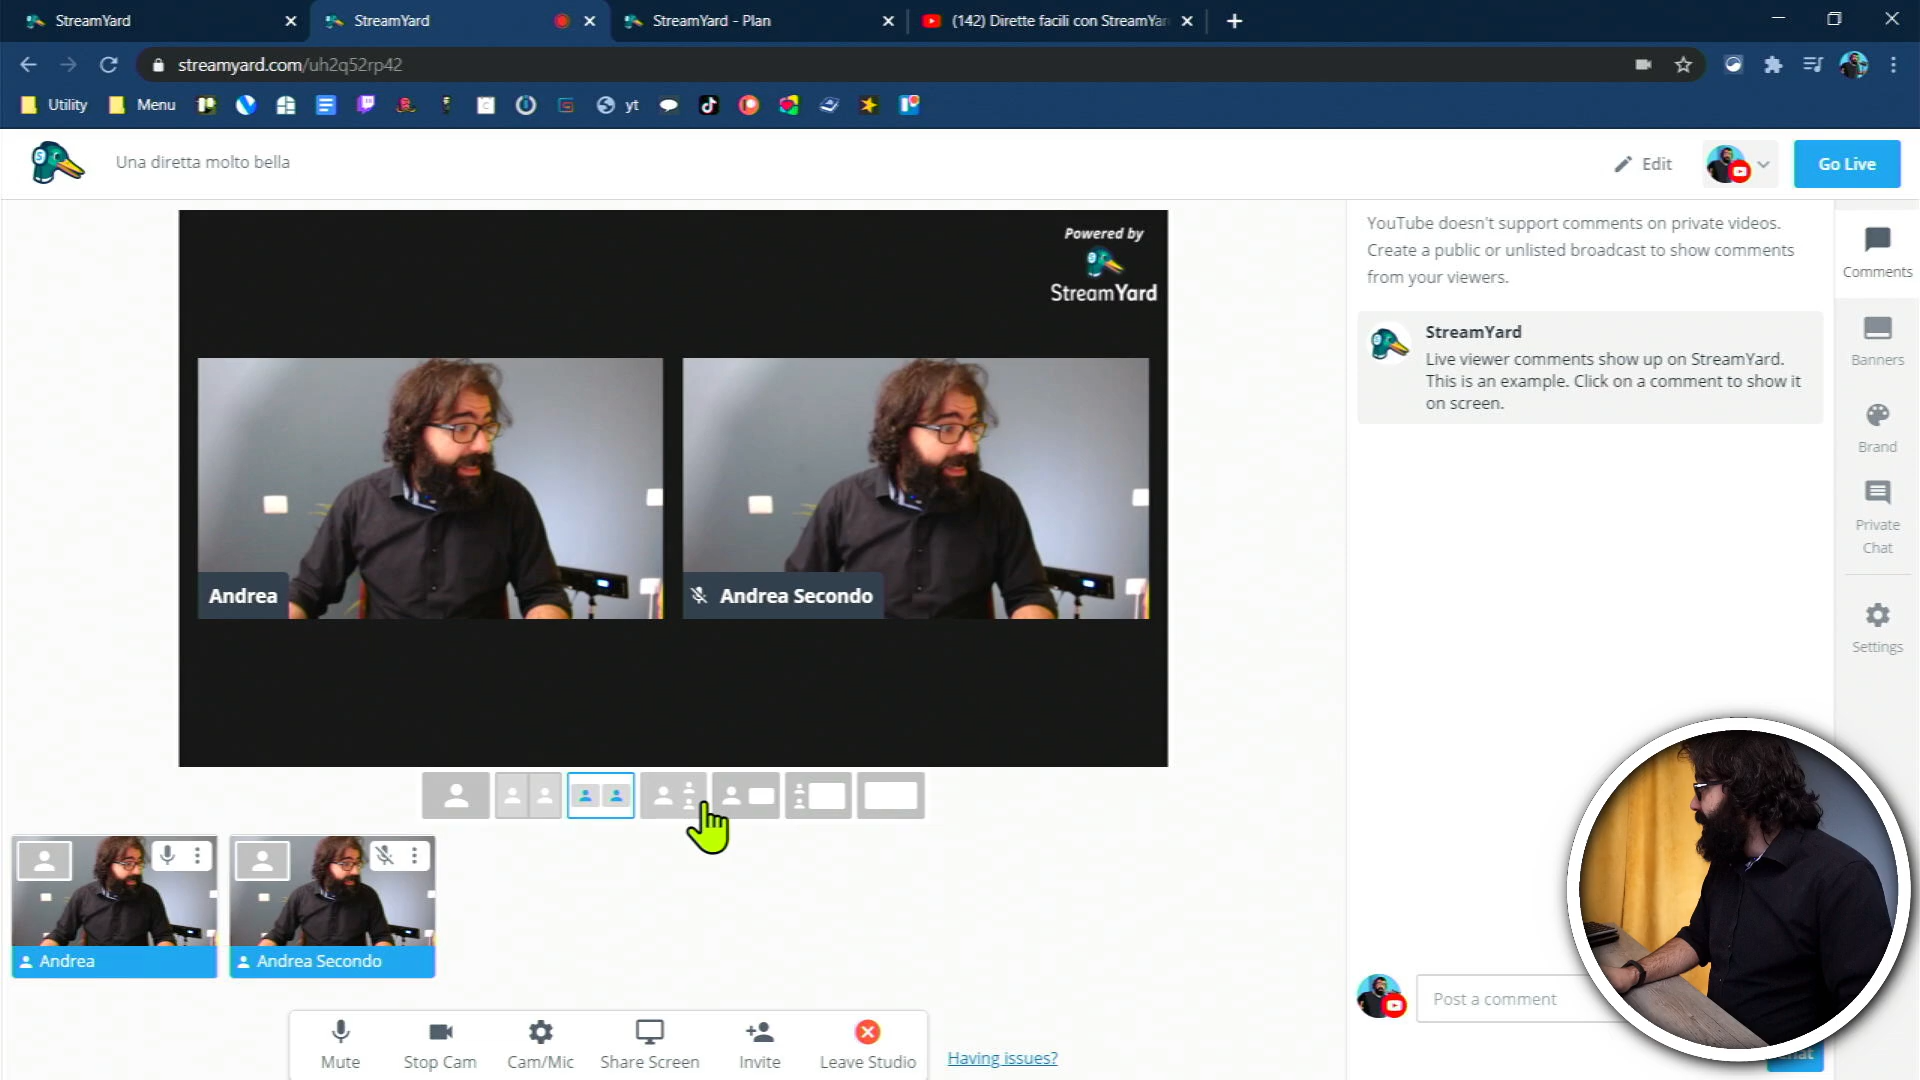 StreamYard
StreamYard
StreamYard - Plan
(142) Dirette facili con StreamYar
streamyard.com/uh2q52rp42
Utility
Menu
yt
Una diretta molto bella
Edit
Go Live
Powered by
StreamYard
Andrea
Andrea Secondo
YouTube doesn't support comments on private videos.
Create a public or unlisted broadcast to show comments
from your viewers.
StreamYard
Live viewer comments show up on StreamYard.
This is an example. Click on a comment to show it
on screen.
Comments
Banners
Brand
Private
Chat
Settings
Andrea
Andrea Secondo
Post a comment
Mute
Stop Cam
Cam/Mic
Share Screen
Invite
Leave Studio
Having issues?